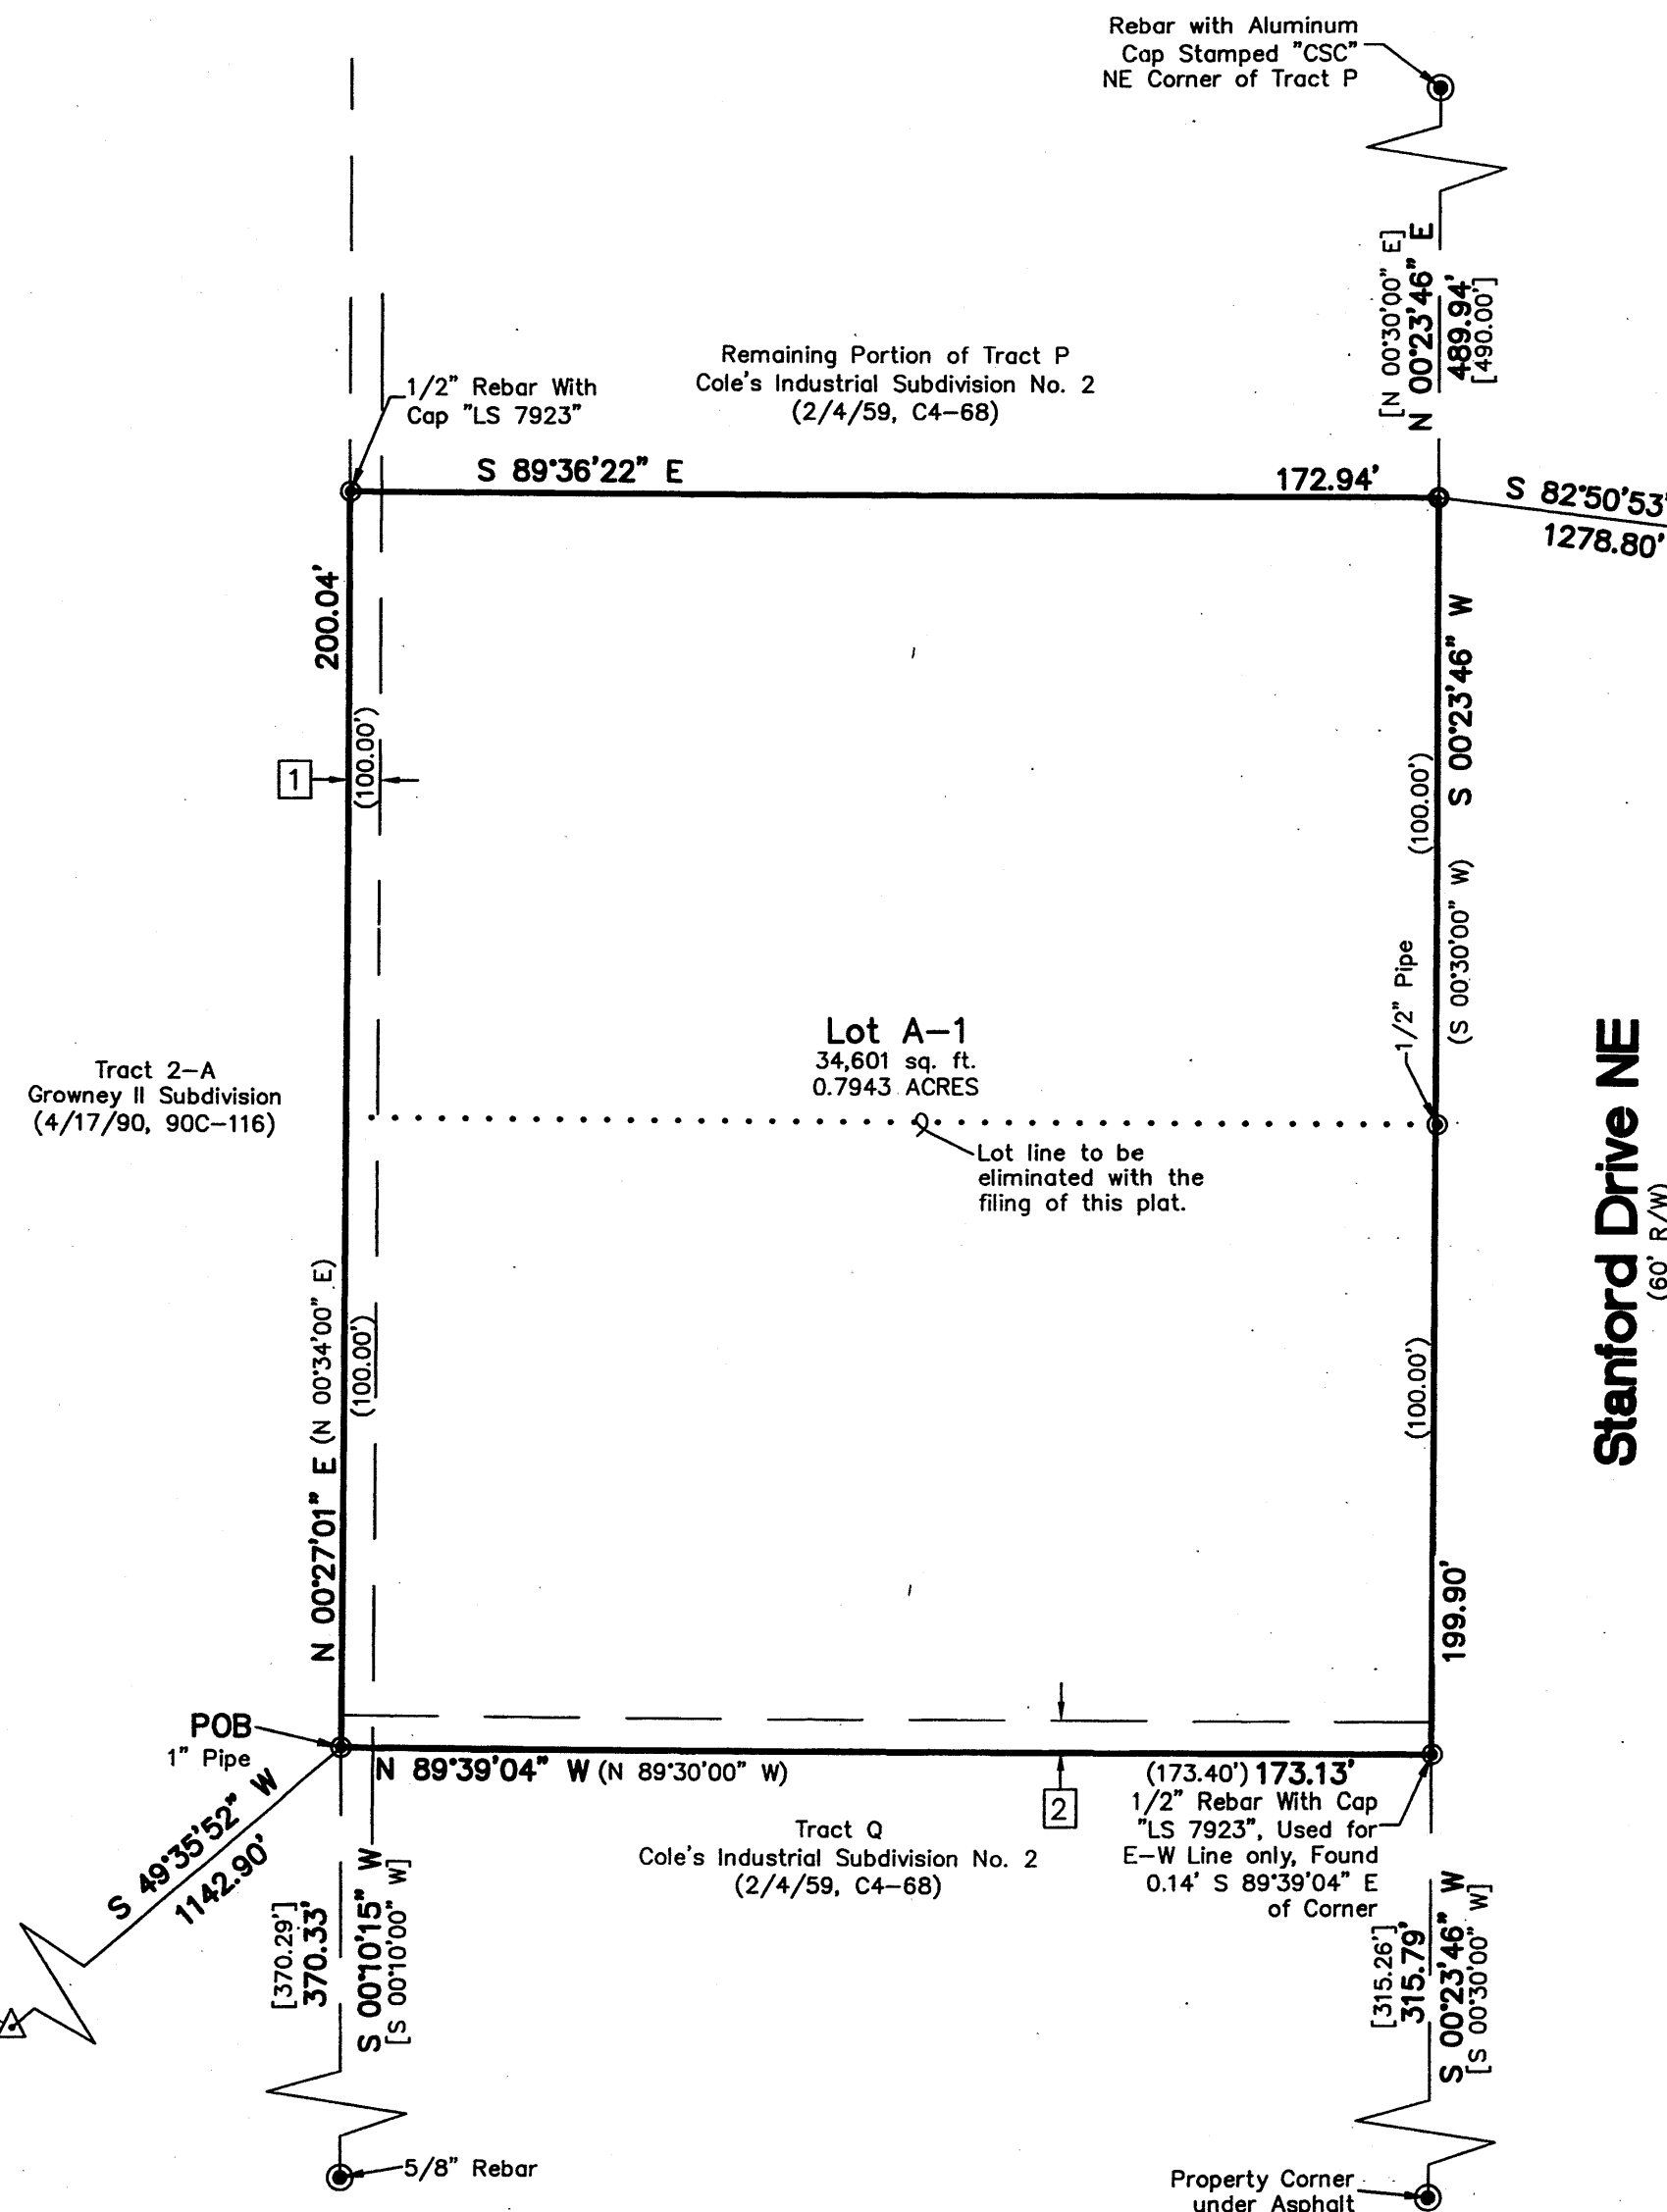 Rebar with Aluminum
Cap Stamped "CSC"
NE Corner of Tract P
[N 00°30'00" E]
N 00°23'46" E
489.94'
[490.00']
Remaining Portion of Tract P
Cole's Industrial Subdivision No. 2
(2/4/59, C4-68)
1/2" Rebar With
Cap "LS 7923"
S 89°36'22" E
172.94'
S 82°50'53"
1278.80'
200.04'
(100.00')
1
S 00°23'46" W
(100.00')
(S 00°30'00" W)
1/2" Pipe
Lot A-1
34,601 sq. ft.
0.7943 ACRES
Tract 2-A
Growney II Subdivision
(4/17/90, 90C-116)
Lot line to be
eliminated with the
filing of this plat.
Stanford Drive NE
(60' R/W)
N 00°27'01" E (N 00°34'00" E)
(100.00')
(100.00')
199.90'
POB
1" Pipe
N 89°39'04" W (N 89°30'00" W)
(173.40') 173.13'
2
1/2" Rebar With Cap
"LS 7923", Used for
E-W Line only, Found
0.14' S 89°39'04" E
of Corner
Tract Q
Cole's Industrial Subdivision No. 2
(2/4/59, C4-68)
S 49°35'52" W
1142.90'
[370.29']
370.33'
S 00°10'15" W
[S 00°10'00" W]
[315.26']
315.79'
S 00°23'46" W
[S 00°30'00" W]
5/8" Rebar
Property Corner
under Asphalt